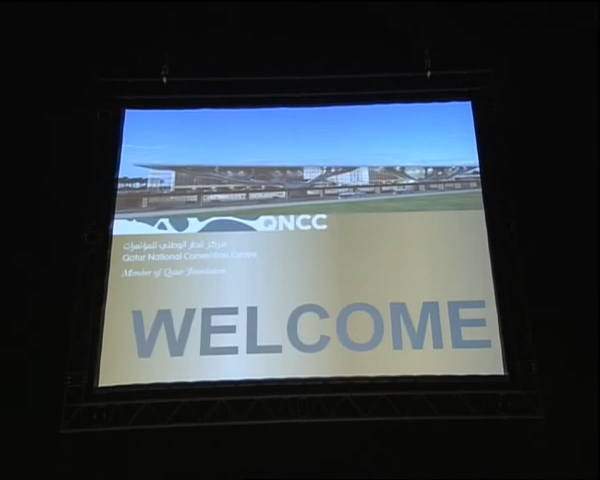 QNCC
مركز قطر الوطني للمؤتمرات
Qatar National Convention Centre
Member of Qatar Foundation
WELCOME